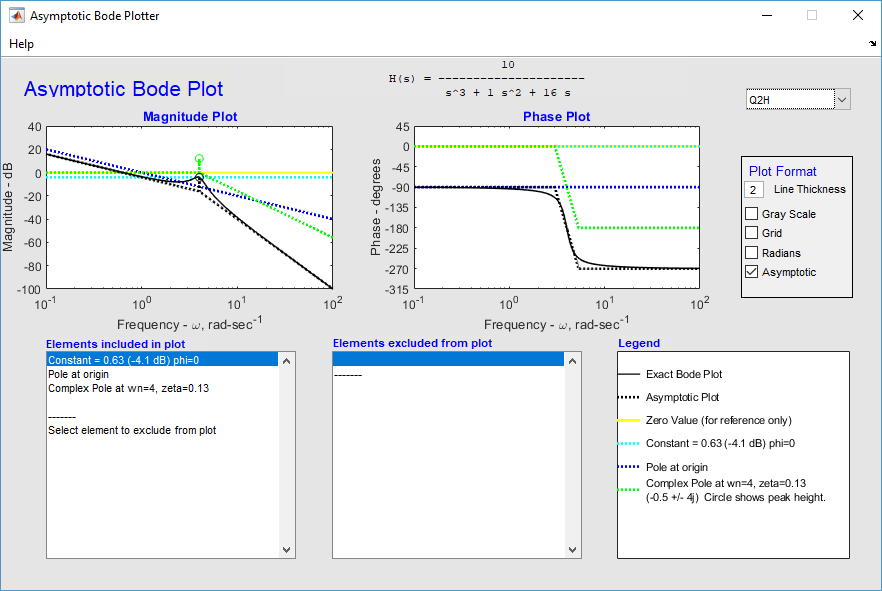 Asymptotic Bode Plotter
Help
Asymptotic Bode Plot
10
H(s) = ----------------------
s^3 + 1 s^2 + 16 s
Q2H
Magnitude Plot
40
20
0
-20
-40
-60
-80
-100
Magnitude - dB
10^-1
10^0
10^1
10^2
Frequency - ω, rad-sec^-1
Phase Plot
45
0
-45
-90
-135
-180
-225
-270
-315
Phase - degrees
10^-1
10^0
10^1
10^2
Frequency - ω, rad-sec^-1
Plot Format
2 Line Thickness
Gray Scale
Grid
Radians
Asymptotic
Elements included in plot
Constant = 0.63 (-4.1 dB) phi=0
Pole at origin
Complex Pole at wn=4, zeta=0.13
-------
Select element to exclude from plot
Elements excluded from plot
-------
Legend
Exact Bode Plot
Asymptotic Plot
Zero Value (for reference only)
Constant = 0.63 (-4.1 dB) phi=0
Pole at origin
Complex Pole at wn=4, zeta=0.13
(-0.5 +/- 4j) Circle shows peak height.